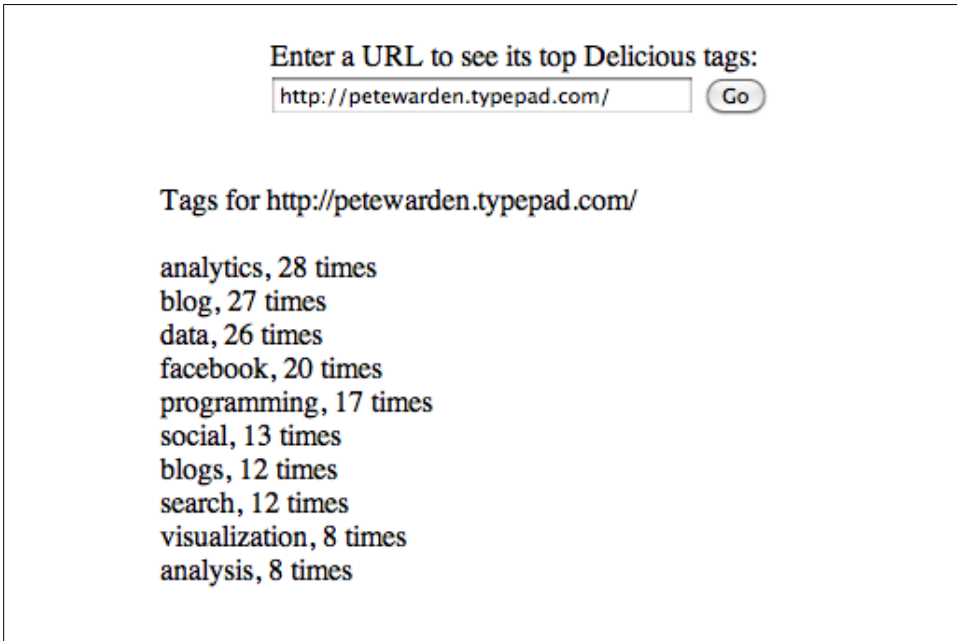 Enter a URL to see its top Delicious tags:
http://petewarden.typepad.com/ Go
Tags for http://petewarden.typepad.com/
analytics, 28 times
blog, 27 times
data, 26 times
facebook, 20 times
programming, 17 times
social, 13 times
blogs, 12 times
search, 12 times
visualization, 8 times
analysis, 8 times